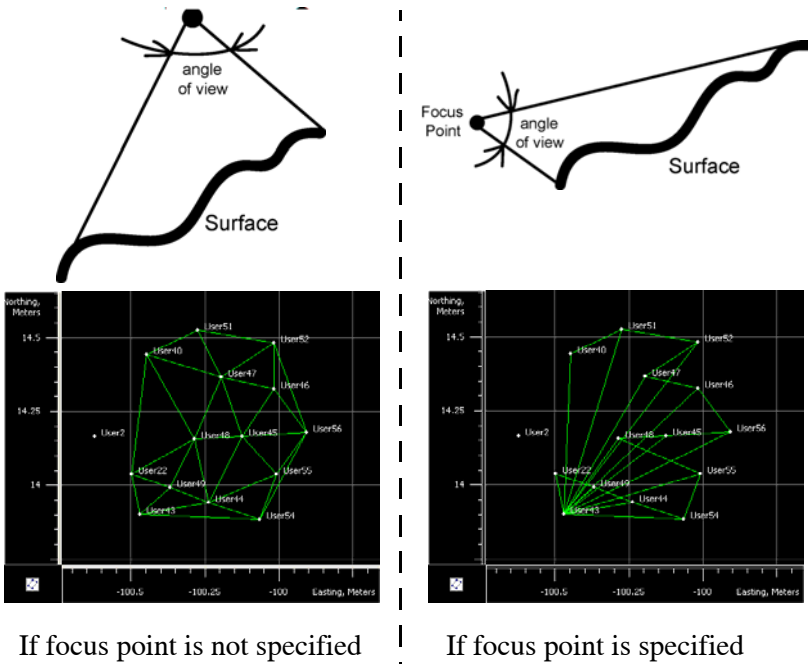 angle
of view
Surface
Focus
Point
angle
of view
Surface
Northing,
Meters
14.5
14.25
14
User51
User52
User40
User47
User46
User2
User48
User45
User56
User22
User49
User55
User44
User43
User54
-100.5
-100.25
-100
Easting, Meters
Northing,
Meters
14.5
14.25
14
User51
User52
User40
User47
User46
User2
User48
User45
User56
User22
User49
User55
User44
User43
User54
-100.5
-100.25
-100
Easting, Meters
If focus point is not specified
If focus point is specified